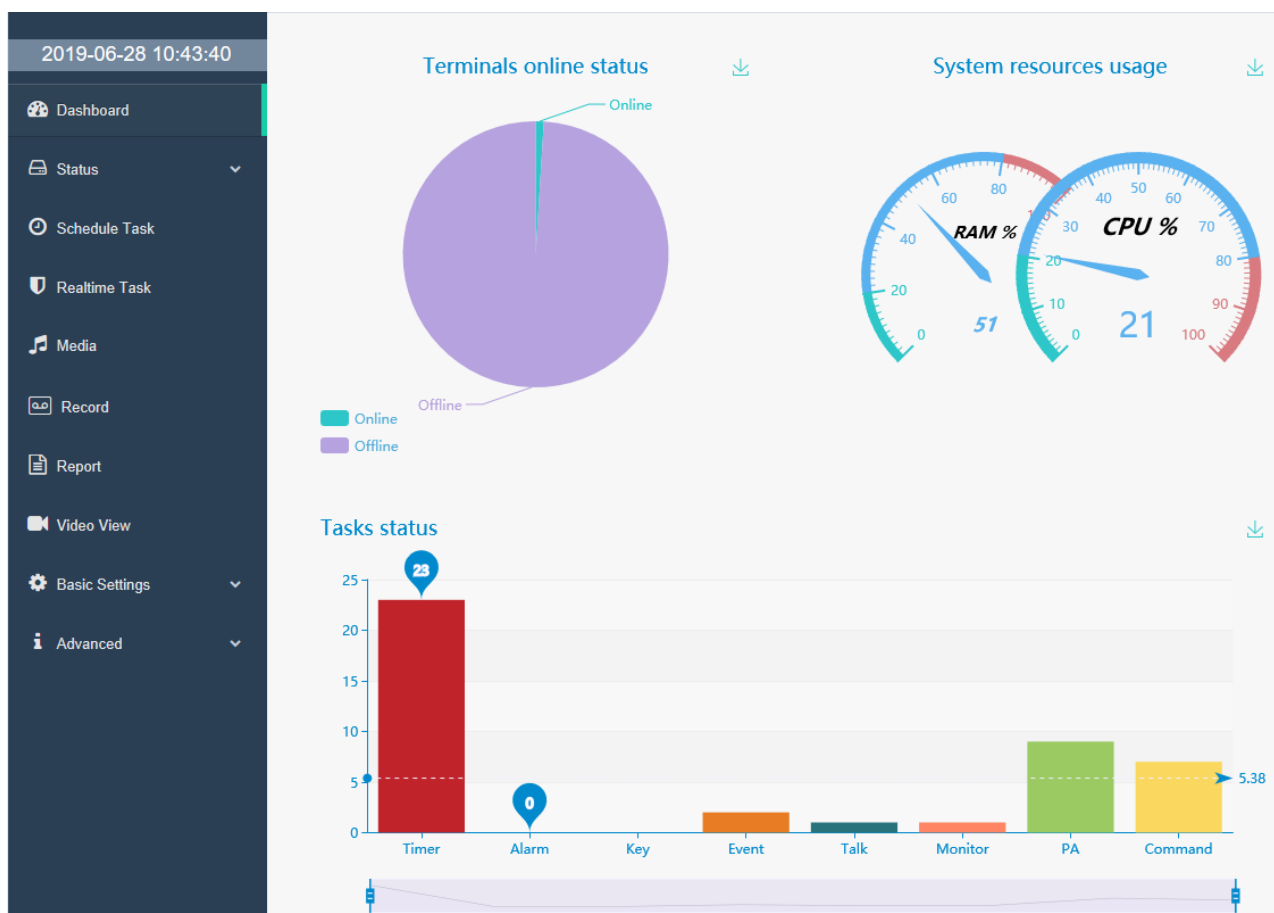 2019-06-28 10:43:40
Dashboard
Status
Schedule Task
Realtime Task
Media
Record
Report
Video View
Basic Settings
Advanced
Terminals online status
Online
Offline
Online
Offline
System resources usage
0
20
40
60
80
RAM %
51
0
10
20
30
40
50
60
70
80
90
100
CPU %
21
Tasks status
25
20
15
10
5
0
23
0
5.38
Timer
Alarm
Key
Event
Talk
Monitor
PA
Command